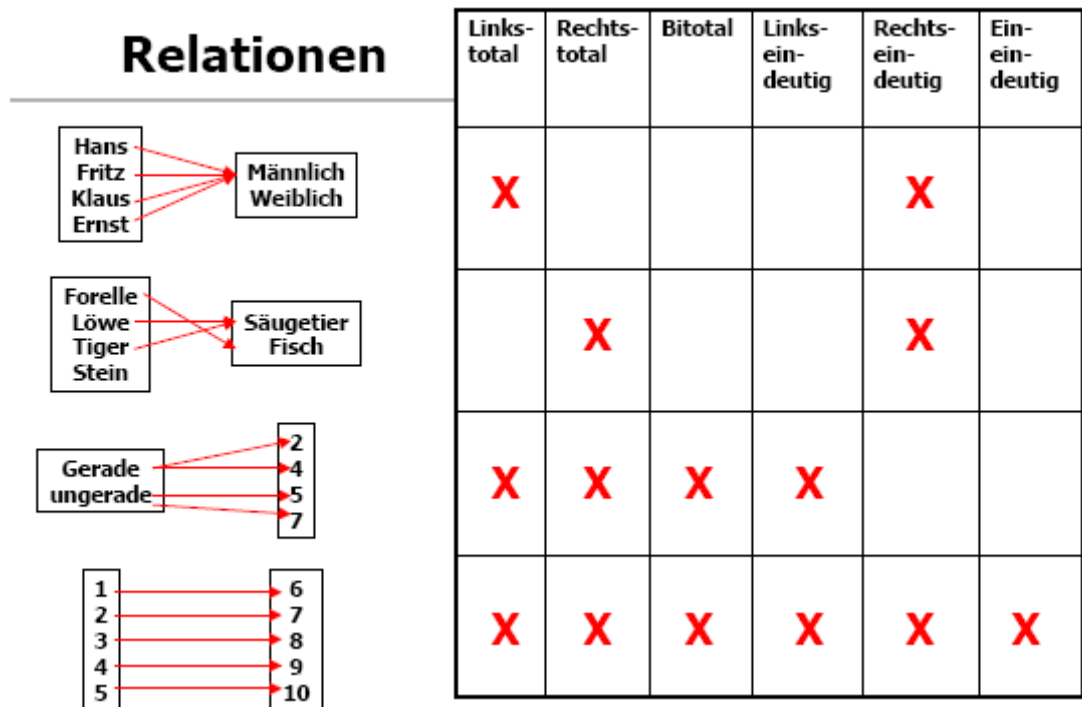 Relationen
Links-
total
Rechts-
total
Bitotal
Links-
ein-
deutig
Rechts-
ein-
deutig
Ein-
ein-
deutig
Hans
Fritz
Klaus
Ernst
Männlich
Weiblich
X
X
Forelle
Löwe
Tiger
Stein
Säugetier
Fisch
X
X
Gerade
ungerade
2
4
5
7
X
X
X
X
1
2
3
4
5
6
7
8
9
10
X
X
X
X
X
X